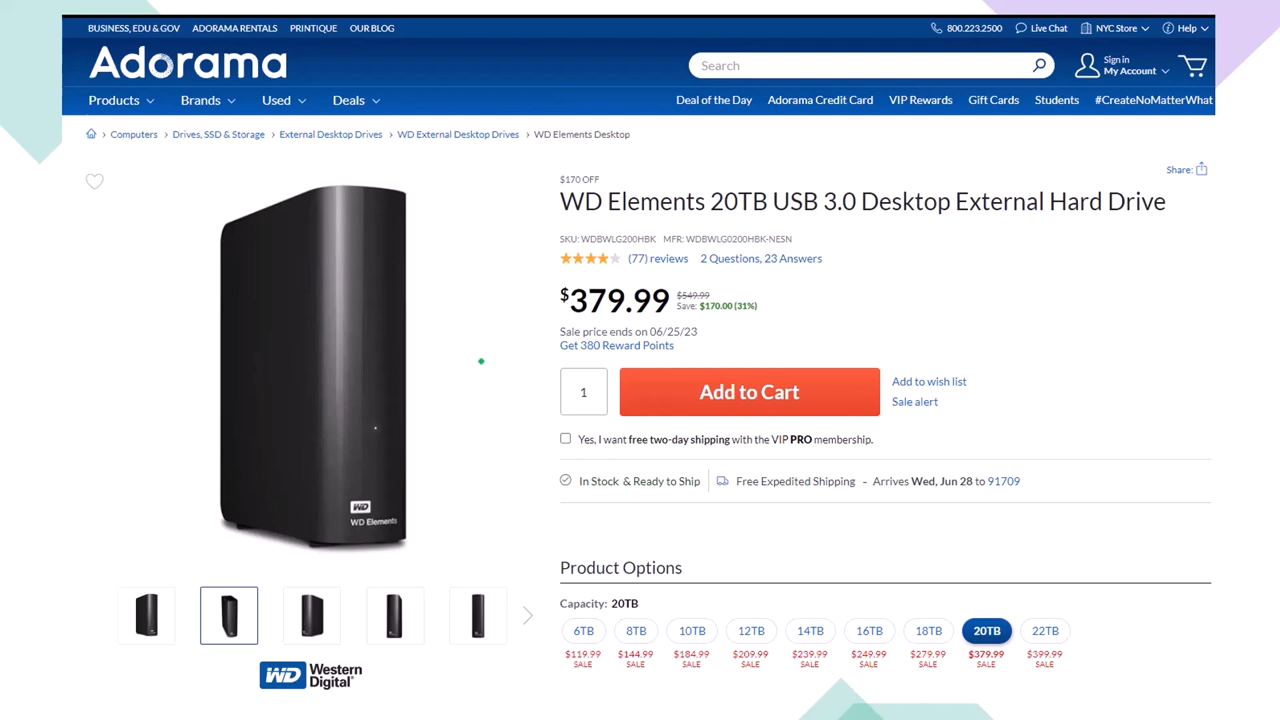 BUSINESS, EDU & GOV ADORAMA RENTALS PRINTIQUE OUR BLOG 800.223.2500 Live Chat NYC Store Help
Adorama
Search
Sign in
My Account
Products Brands Used Deals Deal of the Day Adorama Credit Card VIP Rewards Gift Cards Students #CreateNoMatterWhat
Computers > Drives, SSD & Storage > External Desktop Drives > WD External Desktop Drives > WD Elements Desktop
Share:
$170 OFF
WD Elements 20TB USB 3.0 Desktop External Hard Drive
SKU: WDBWLG200HBK MFR: WDBWLG0200HBK-NESN
(77) reviews 2 Questions, 23 Answers
$379.99 $549.99
Save: $170.00 (31%)
Sale price ends on 06/25/23
Get 380 Reward Points
1 Add to Cart
Add to wish list
Sale alert
Yes, I want free two-day shipping with the VIP PRO membership.
In Stock & Ready to Ship Free Expedited Shipping - Arrives Wed, Jun 28 to 91709
WD
WD Elements
Product Options
Capacity: 20TB
6TB 8TB 10TB 12TB 14TB 16TB 18TB 20TB 22TB
$119.99 $144.99 $184.99 $209.99 $239.99 $249.99 $279.99 $379.99 $399.99
SALE SALE SALE SALE SALE SALE SALE SALE SALE
WD Western
Digital®